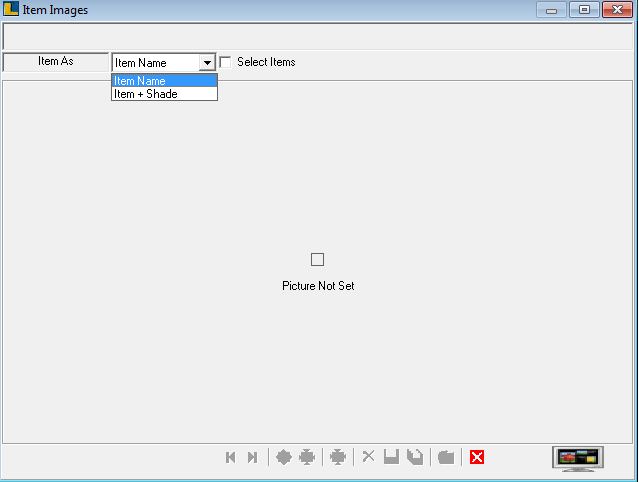 Item Images
Item As Item Name Select Items
Item Name
Item + Shade
Picture Not Set